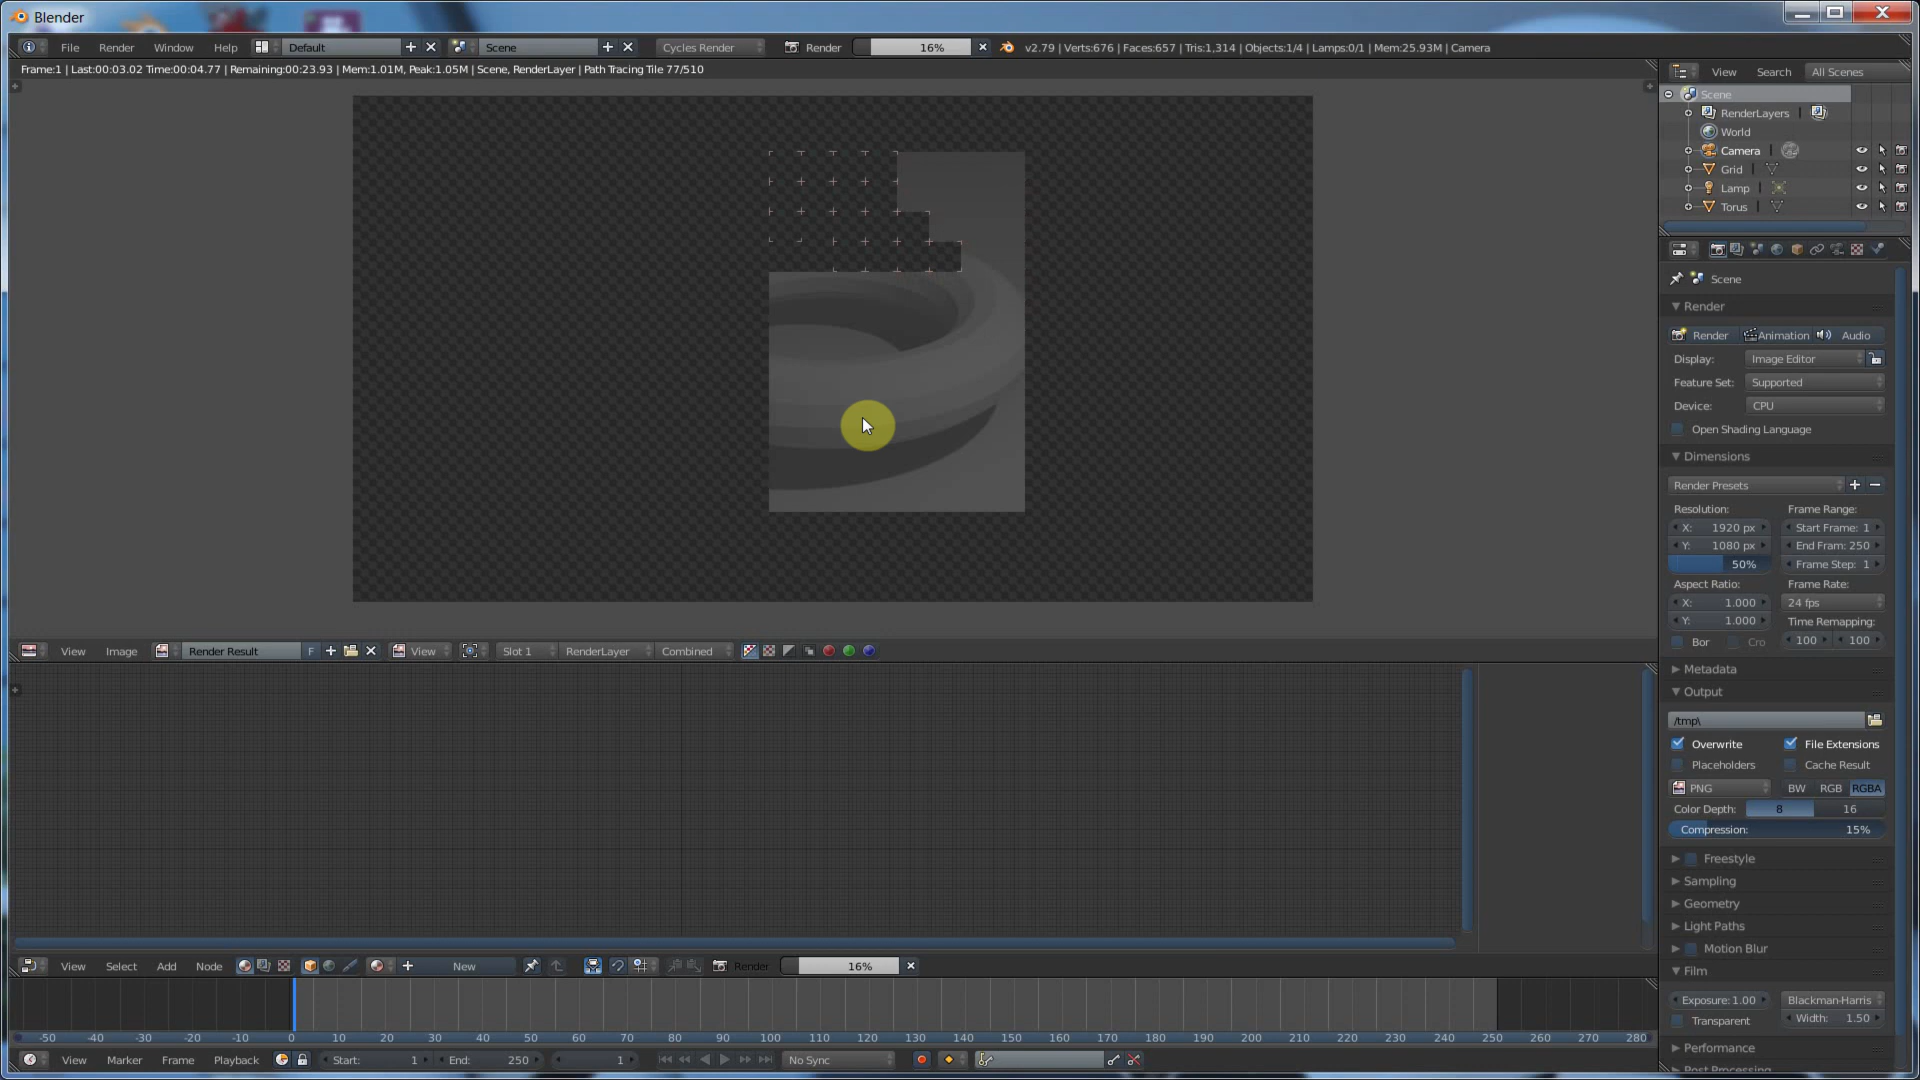 Blender
File Render Window Help Default Scene Cycles Render Render 16% v2.79 | Verts:676 | Faces:657 | Tris:1,314 | Objects:1/4 | Lamps:0/1 | Mem:25.93M | Camera
Frame:1 | Last:00:03.02 Time:00:04.77 | Remaining:00:23.93 | Mem:1.01M, Peak:1.05M | Scene, RenderLayer | Path Tracing Tile 77/510
View Search All Scenes
Scene
RenderLayers
World
Camera
Grid
Lamp
Torus
Scene
Render
Render Animation Audio
Display: Image Editor
Feature Set: Supported
Device: CPU
Open Shading Language
Dimensions
Render Presets
Resolution: Frame Range:
X: 1920 px Start Frame: 1
Y: 1080 px End Fram: 250
50% Frame Step: 1
Aspect Ratio: Frame Rate:
X: 1.000 24 fps
Y: 1.000 Time Remapping:
Bor Cro 100 100
Metadata
Output
/tmp\
Overwrite File Extensions
Placeholders Cache Result
PNG BW RGB RGBA
Color Depth: 8 16
Compression: 15%
Freestyle
Sampling
Geometry
Light Paths
Motion Blur
Film
Exposure: 1.00 Blackman-Harris
Transparent Width: 1.50
Performance
Post Processing
View Image Render Result F View Slot 1 RenderLayer Combined
View Select Add Node New Render 16%
-50 -40 -30 -20 -10 0 10 20 30 40 50 60 70 80 90 100 110 120 130 140 150 160 170 180 190 200 210 220 230 240 250 260 270 280
View Marker Frame Playback Start: 1 End: 250 1 No Sync